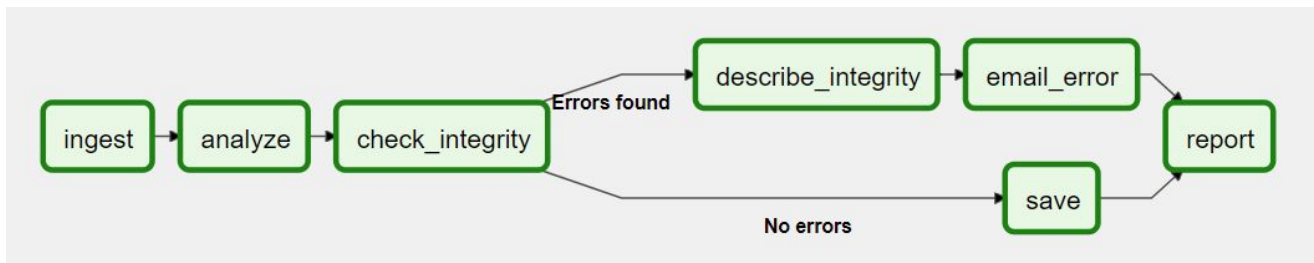 ingest
analyze
check_integrity
Errors found
describe_integrity
email_error
No errors
save
report